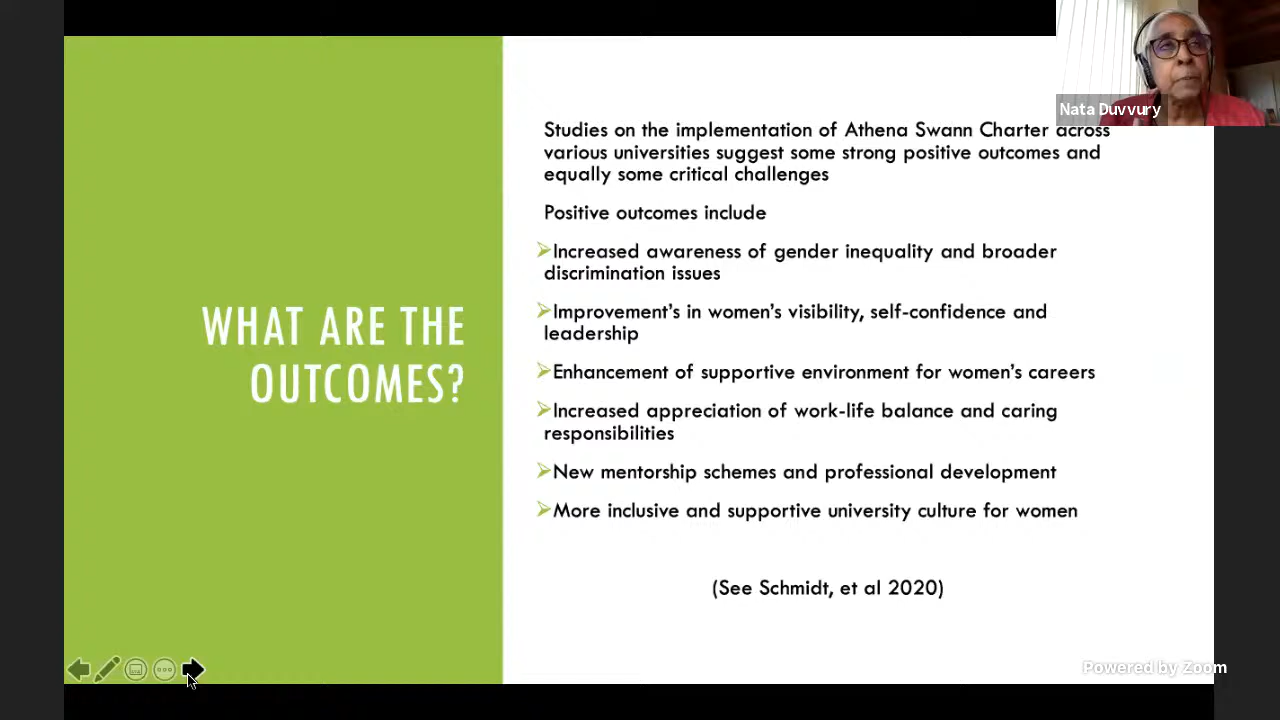 Nata Duvvury
WHAT ARE THE
OUTCOMES?
Studies on the implementation of Athena Swann Charter across
various universities suggest some strong positive outcomes and
equally some critical challenges
Positive outcomes include
Increased awareness of gender inequality and broader
discrimination issues
Improvement's in women's visibility, self-confidence and
leadership
Enhancement of supportive environment for women's careers
Increased appreciation of work-life balance and caring
responsibilities
New mentorship schemes and professional development
More inclusive and supportive university culture for women
(See Schmidt, et al 2020)
Powered by Zoom